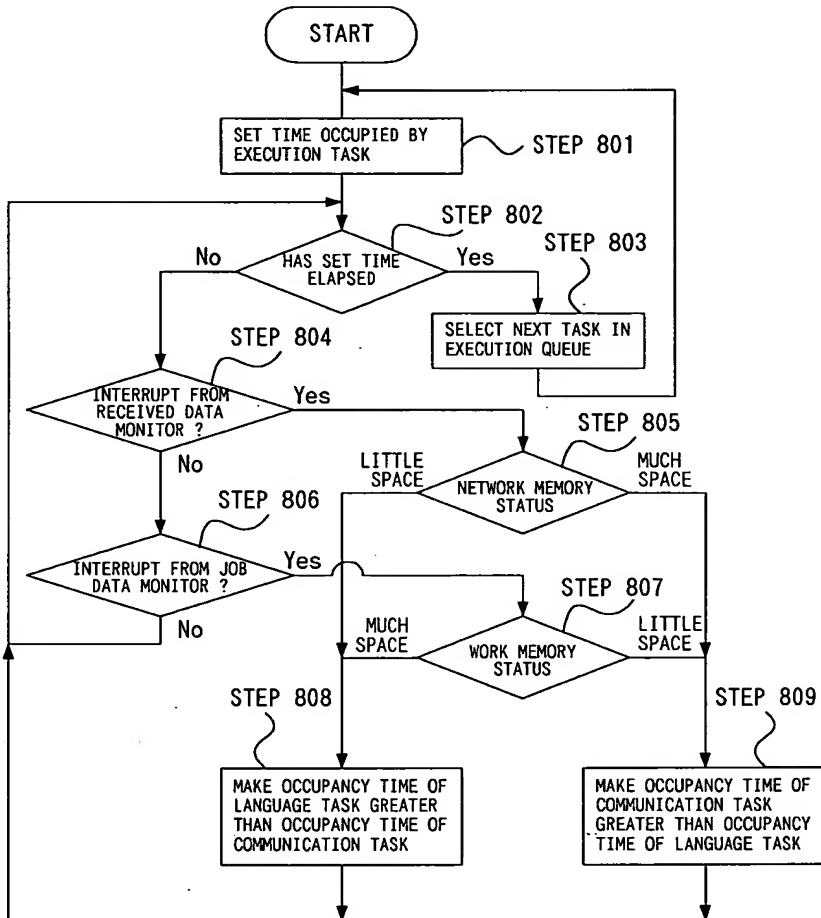 START
SET TIME OCCUPIED BY
EXECUTION TASK
STEP 801
STEP 802
HAS SET TIME
ELAPSED
No
Yes
STEP 803
SELECT NEXT TASK IN
EXECUTION QUEUE
STEP 804
INTERRUPT FROM
RECEIVED DATA
MONITOR ?
Yes
No
STEP 805
LITTLE
SPACE
NETWORK MEMORY
STATUS
MUCH
SPACE
STEP 806
INTERRUPT FROM JOB
DATA MONITOR ?
Yes
No
STEP 807
MUCH
SPACE
WORK MEMORY
STATUS
LITTLE
SPACE
STEP 808
MAKE OCCUPANCY TIME OF
LANGUAGE TASK GREATER
THAN OCCUPANCY TIME OF
COMMUNICATION TASK
STEP 809
MAKE OCCUPANCY TIME OF
COMMUNICATION TASK
GREATER THAN OCCUPANCY
TIME OF LANGUAGE TASK